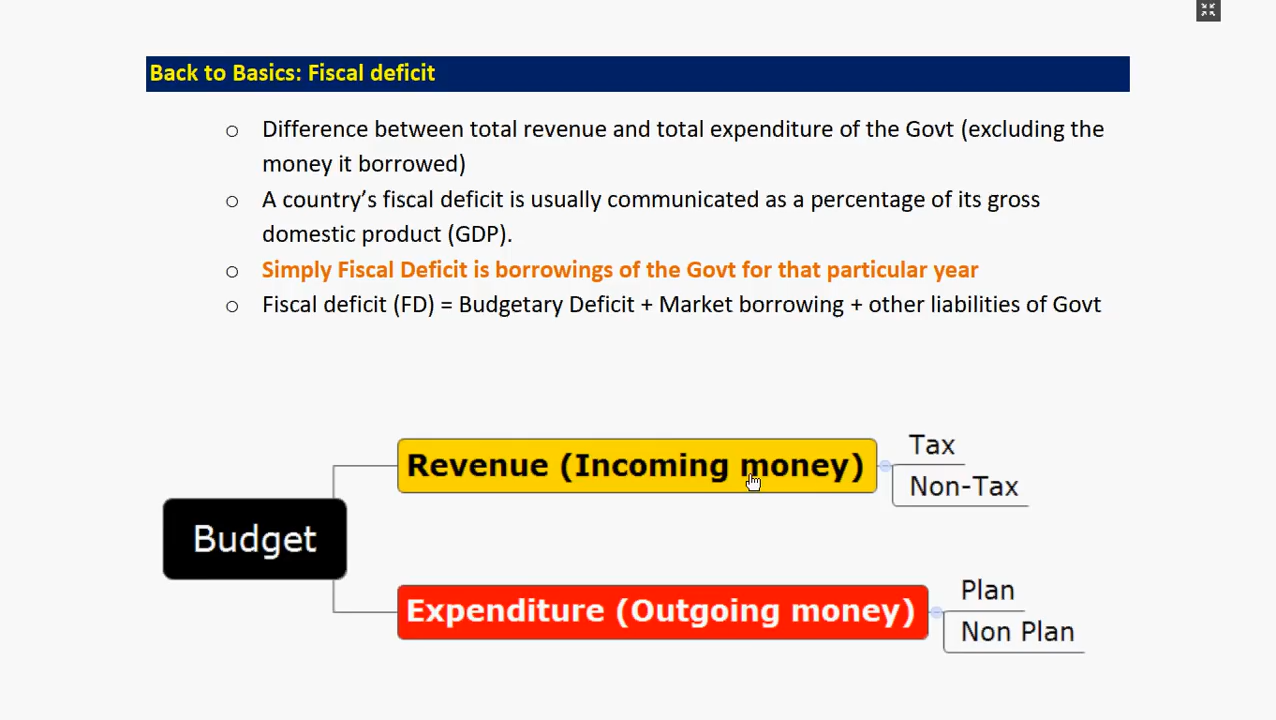 Back to Basics: Fiscal deficit
o Difference between total revenue and total expenditure of the Govt (excluding the
money it borrowed)
o A country’s fiscal deficit is usually communicated as a percentage of its gross
domestic product (GDP).
o Simply Fiscal Deficit is borrowings of the Govt for that particular year
o Fiscal deficit (FD) = Budgetary Deficit + Market borrowing + other liabilities of Govt
Budget
Revenue (Incoming money)
Tax
Non-Tax
Expenditure (Outgoing money)
Plan
Non Plan